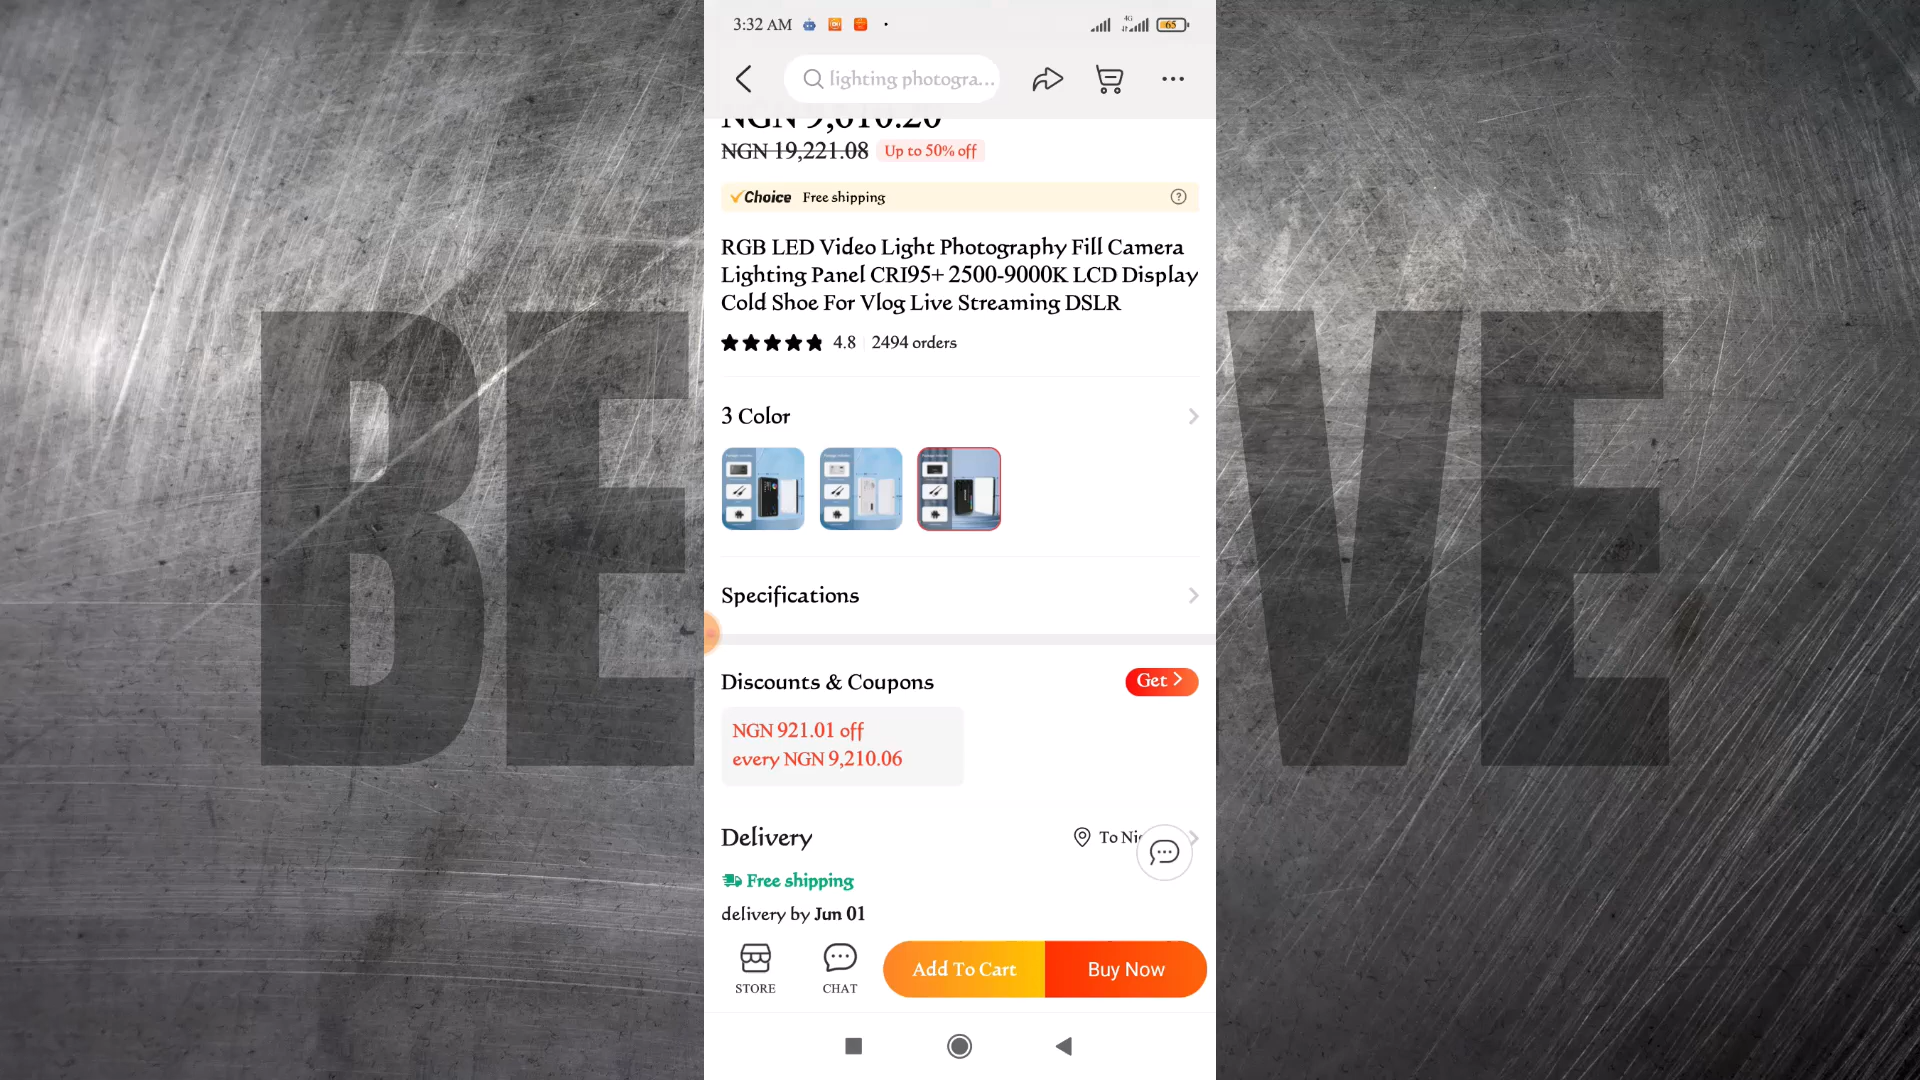 3:32 AM
4G
65
lighting photogra...
NGN 9,610.20
NGN 19,221.08 Up to 50% off
Choice Free shipping
RGB LED Video Light Photography Fill Camera
Lighting Panel CRI95+ 2500-9000K LCD Display
Cold Shoe For Vlog Live Streaming DSLR
4.8 2494 orders
3 Color
Specifications
Discounts & Coupons Get >
NGN 921.01 off
every NGN 9,210.06
Delivery To Nig
Free shipping
delivery by Jun 01
STORE CHAT Add To Cart Buy Now
BE VE